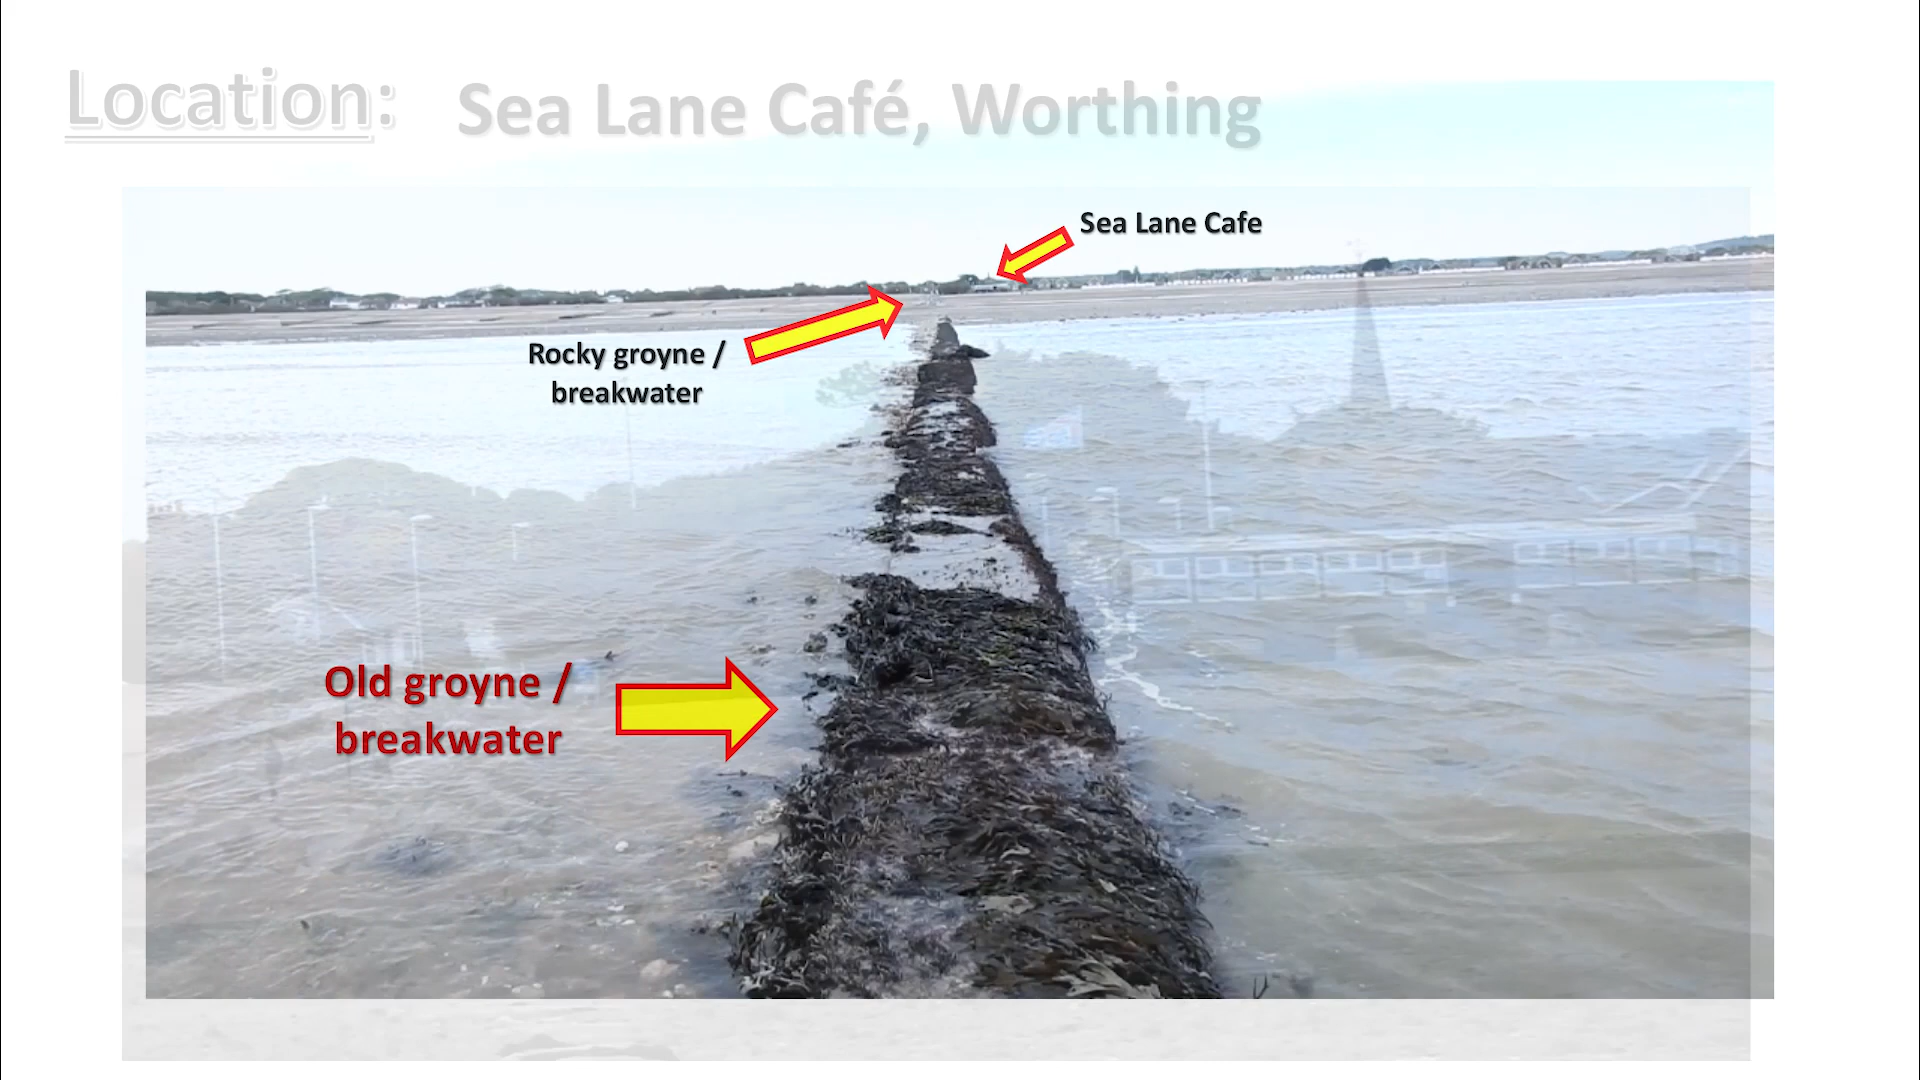 Location: Sea Lane Café, Worthing
Sea Lane Cafe
Rocky groyne /
breakwater
Old groyne /
breakwater